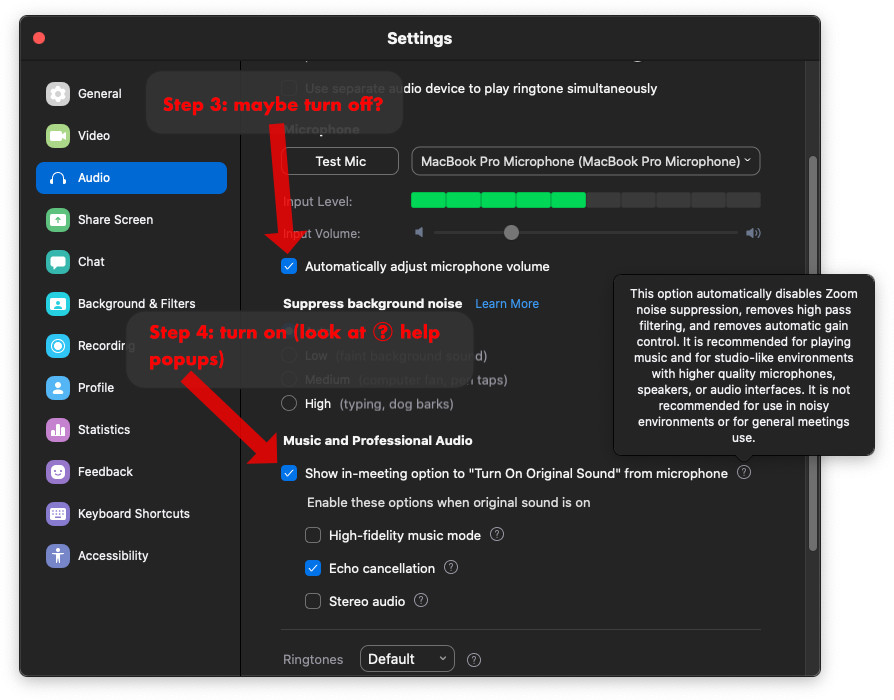 Settings
General
Video
Audio
Share Screen
Chat
Background & Filters
Recording
Profile
Statistics
Feedback
Keyboard Shortcuts
Accessibility
Step 3: maybe turn off?
Use separate audio device to play ringtone simultaneously
Microphone
Test Mic
MacBook Pro Microphone (MacBook Pro Microphone)
Input Level:
Input Volume:
Automatically adjust microphone volume
Suppress background noise Learn More
Step 4: turn on (look at ? help
popups)
Low (faint background sound)
Medium (computer fan, pen taps)
High (typing, dog barks)
Music and Professional Audio
Show in-meeting option to "Turn On Original Sound" from microphone ?
Enable these options when original sound is on
High-fidelity music mode ?
Echo cancellation ?
Stereo audio ?
Ringtones Default ?
This option automatically disables Zoom
noise suppression, removes high pass
filtering, and removes automatic gain
control. It is recommended for playing
music and for studio-like environments
with higher quality microphones,
speakers, or audio interfaces. It is not
recommended for use in noisy
environments or for general meetings
use.